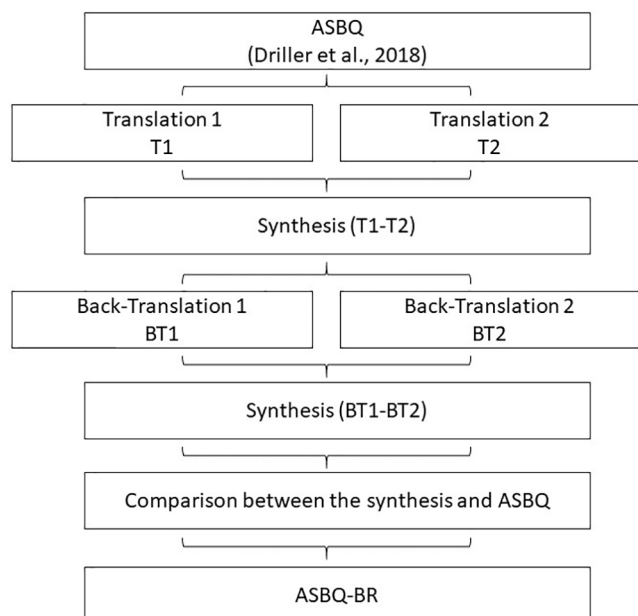 ASBQ
(Driller et al., 2018)
Translation 1
T1
Translation 2
T2
Synthesis (T1-T2)
Back-Translation 1
BT1
Back-Translation 2
BT2
Synthesis (BT1-BT2)
Comparison between the synthesis and ASBQ
ASBQ-BR